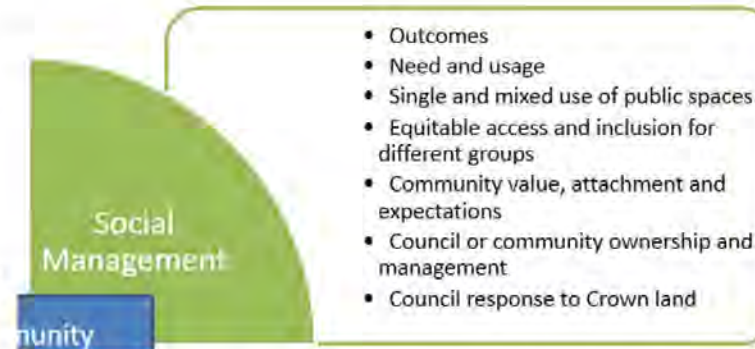 • Outcomes
• Need and usage
• Single and mixed use of public spaces
• Equitable access and inclusion for
different groups
• Community value, attachment and
expectations
• Council or community ownership and
management
• Council response to Crown land
Social
Management